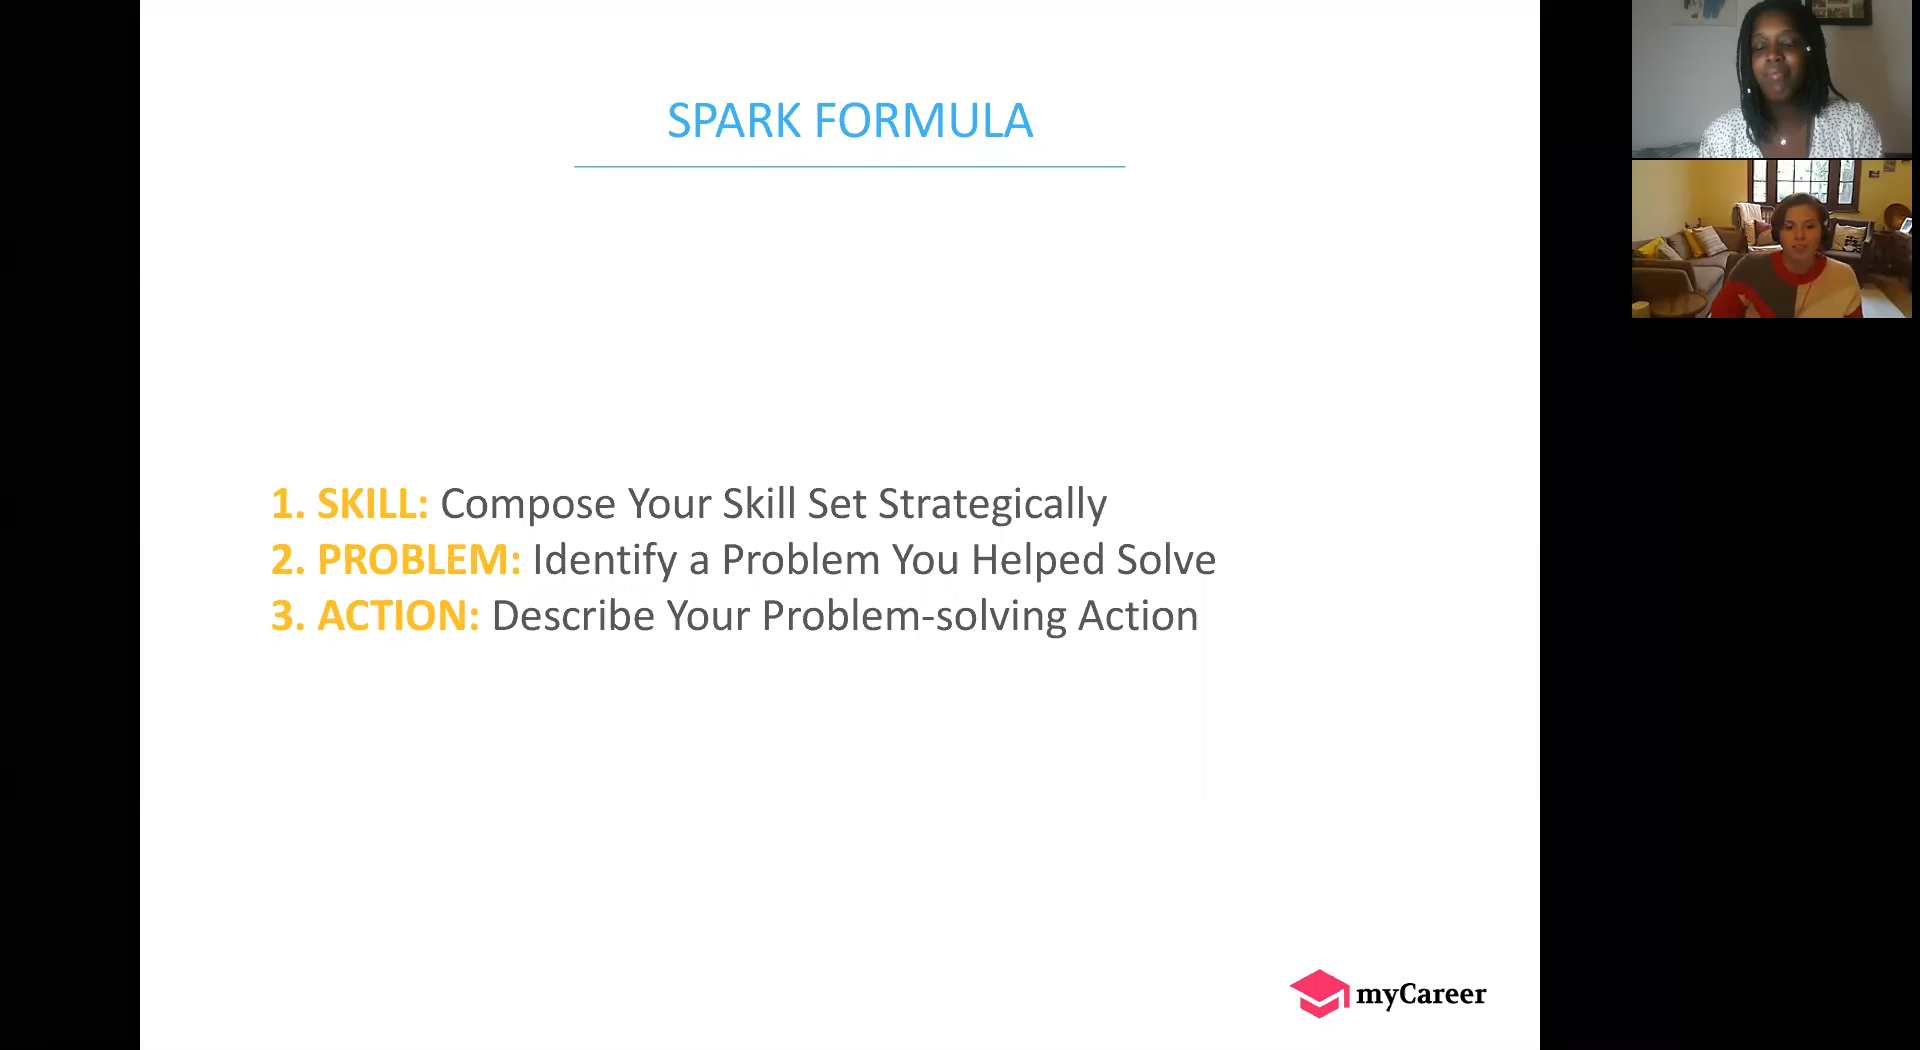 SPARK FORMULA
1. SKILL: Compose Your Skill Set Strategically
2. PROBLEM: Identify a Problem You Helped Solve
3. ACTION: Describe Your Problem-solving Action
myCareer